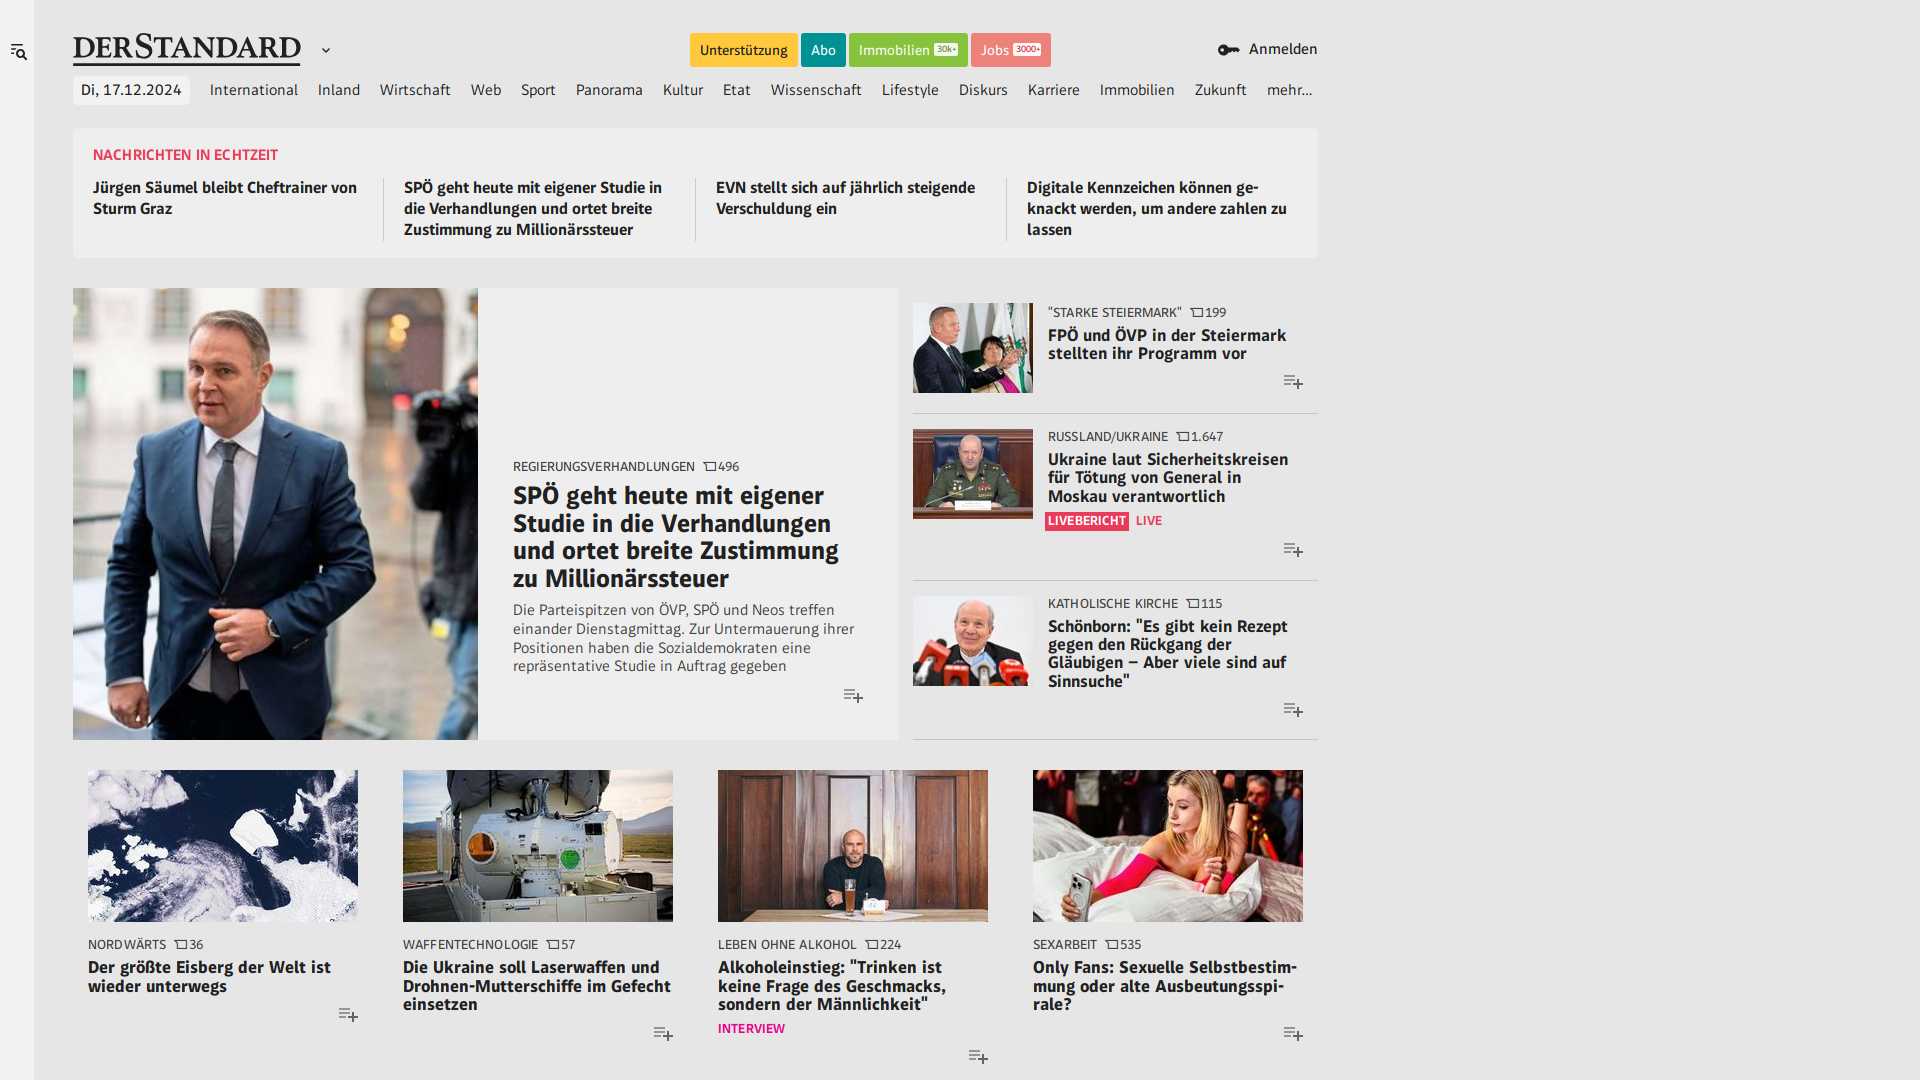 DERSTANDARD
Unterstützung
Abo
Immobilien 30k+
Jobs 3000+
Anmelden
Di, 17.12.2024
International
Inland
Wirtschaft
Web
Sport
Panorama
Kultur
Etat
Wissenschaft
Lifestyle
Diskurs
Karriere
Immobilien
Zukunft
mehr…
NACHRICHTEN IN ECHTZEIT
Jürgen Säumel bleibt Cheftrainer von
Sturm Graz
SPÖ geht heute mit eigener Studie in
die Verhandlungen und ortet breite
Zustimmung zu Millionärssteuer
EVN stellt sich auf jährlich steigende
Verschuldung ein
Digitale Kennzeichen können ge-
knackt werden, um andere zahlen zu
lassen
REGIERUNGSVERHANDLUNGEN 496
SPÖ geht heute mit eigener
Studie in die Verhandlungen
und ortet breite Zustimmung
zu Millionärssteuer
Die Parteispitzen von ÖVP, SPÖ und Neos treffen
einander Dienstagmittag. Zur Untermauerung ihrer
Positionen haben die Sozialdemokraten eine
repräsentative Studie in Auftrag gegeben
"STARKE STEIERMARK" 199
FPÖ und ÖVP in der Steiermark
stellten ihr Programm vor
RUSSLAND/UKRAINE 1.647
Ukraine laut Sicherheitskreisen
für Tötung von General in
Moskau verantwortlich
LIVEBERICHT LIVE
KATHOLISCHE KIRCHE 115
Schönborn: "Es gibt kein Rezept
gegen den Rückgang der
Gläubigen – Aber viele sind auf
Sinnsuche"
NORDWÄRTS 36
Der größte Eisberg der Welt ist
wieder unterwegs
WAFFENTECHNOLOGIE 57
Die Ukraine soll Laserwaffen und
Drohnen-Mutterschiffe im Gefecht
einsetzen
LEBEN OHNE ALKOHOL 224
Alkoholeinstieg: "Trinken ist
keine Frage des Geschmacks,
sondern der Männlichkeit"
INTERVIEW
SEXARBEIT 535
Only Fans: Sexuelle Selbstbestim-
mung oder alte Ausbeutungsspi-
rale?